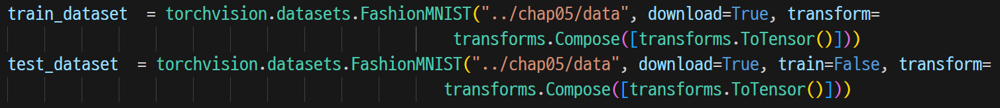 train_dataset  = torchvision.datasets.FashionMNIST("../chap05/data", download=True, transform=
                                                transforms.Compose([transforms.ToTensor()]))
test_dataset  = torchvision.datasets.FashionMNIST("../chap05/data", download=True, train=False, transform=
                                               transforms.Compose([transforms.ToTensor()]))